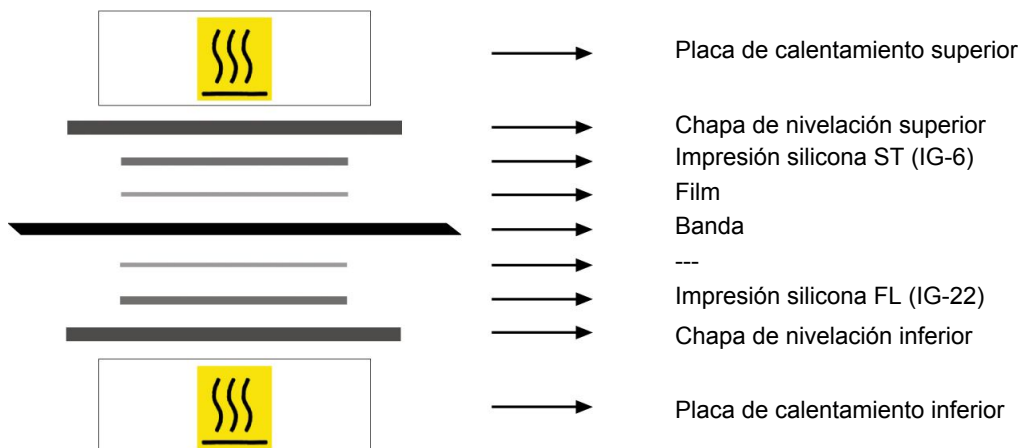 Placa de calentamiento superior
Chapa de nivelación superior
Impresión silicona ST (IG-6)
Film
Banda
---
Impresión silicona FL (IG-22)
Chapa de nivelación inferior
Placa de calentamiento inferior